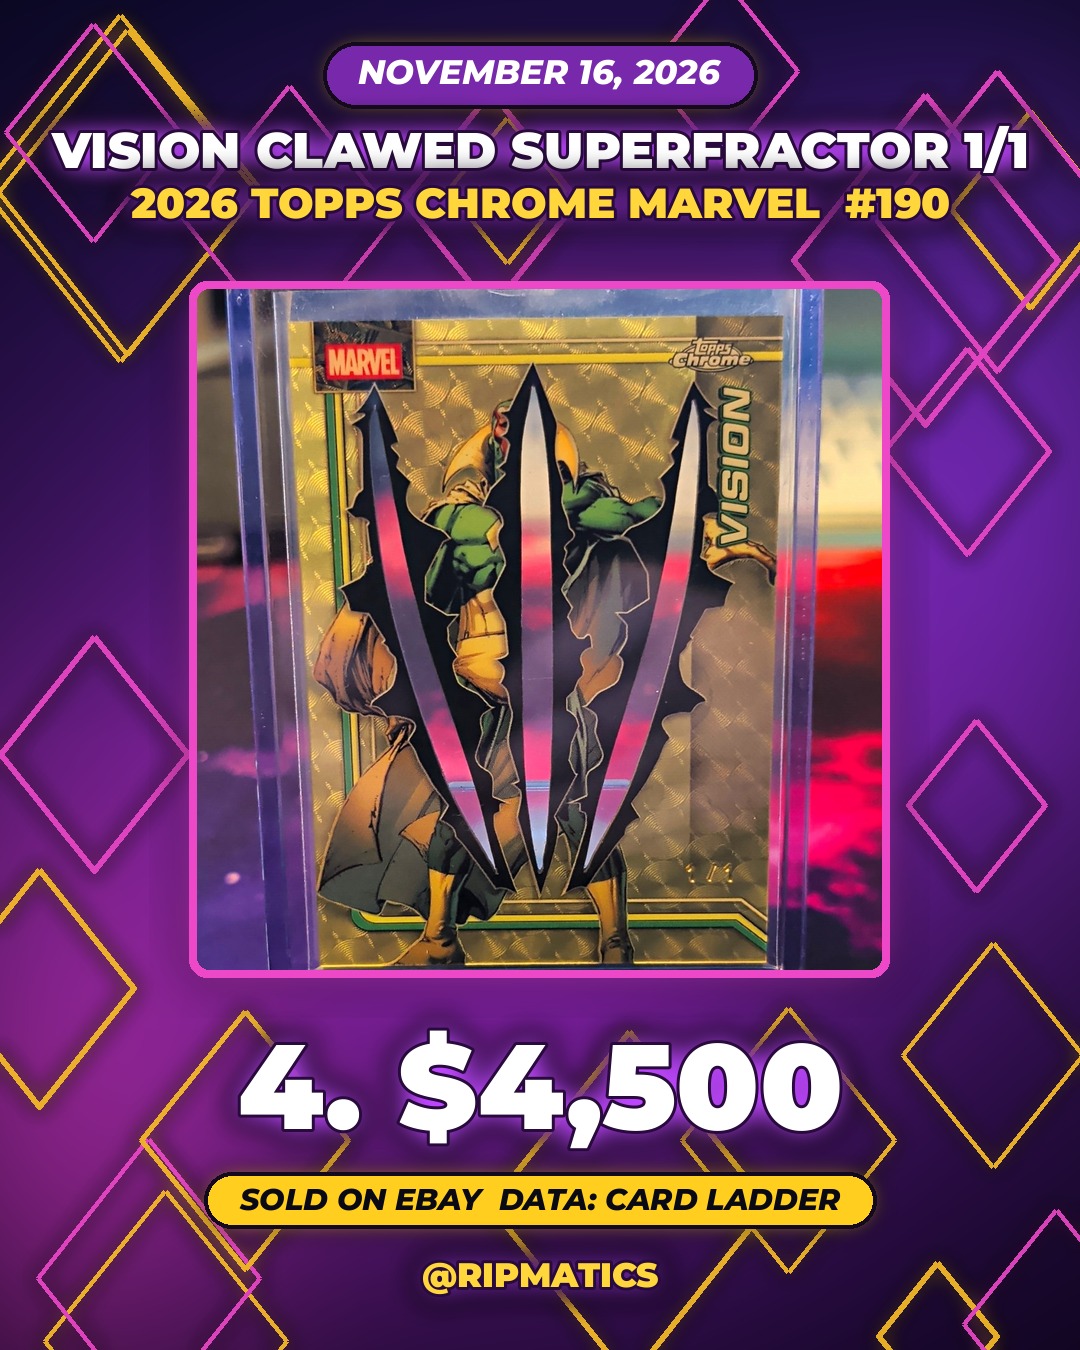 NOVEMBER 16, 2026
VISION CLAWED SUPERFRACTOR 1/1
2026 TOPPS CHROME MARVEL #190
MARVEL
Topps
Chrome
VISION
1/1
4. $4,500
SOLD ON EBAY DATA: CARD LADDER
@RIPMATICS